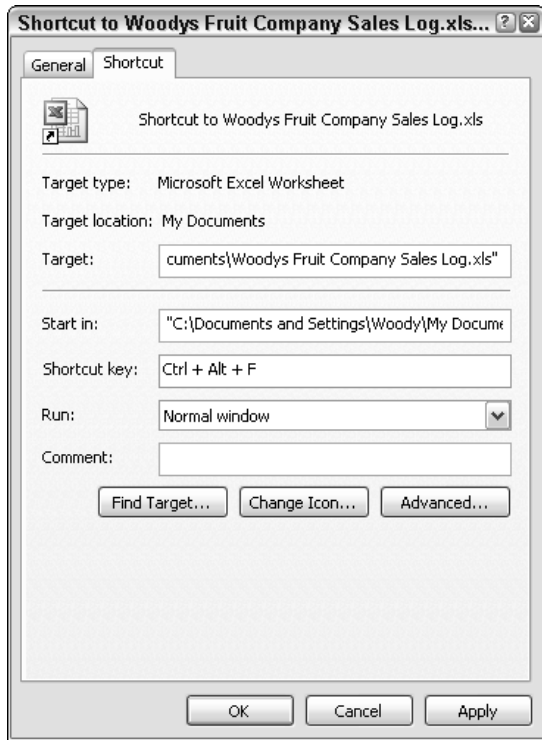 Shortcut to Woodys Fruit Company Sales Log.xls...
General Shortcut
Shortcut to Woodys Fruit Company Sales Log.xls
Target type: Microsoft Excel Worksheet
Target location: My Documents
Target: cuments\Woodys Fruit Company Sales Log.xls"
Start in: "C:\Documents and Settings\Woody\My Docume
Shortcut key: Ctrl + Alt + F
Run: Normal window
Comment:
Find Target... Change Icon... Advanced...
OK Cancel Apply